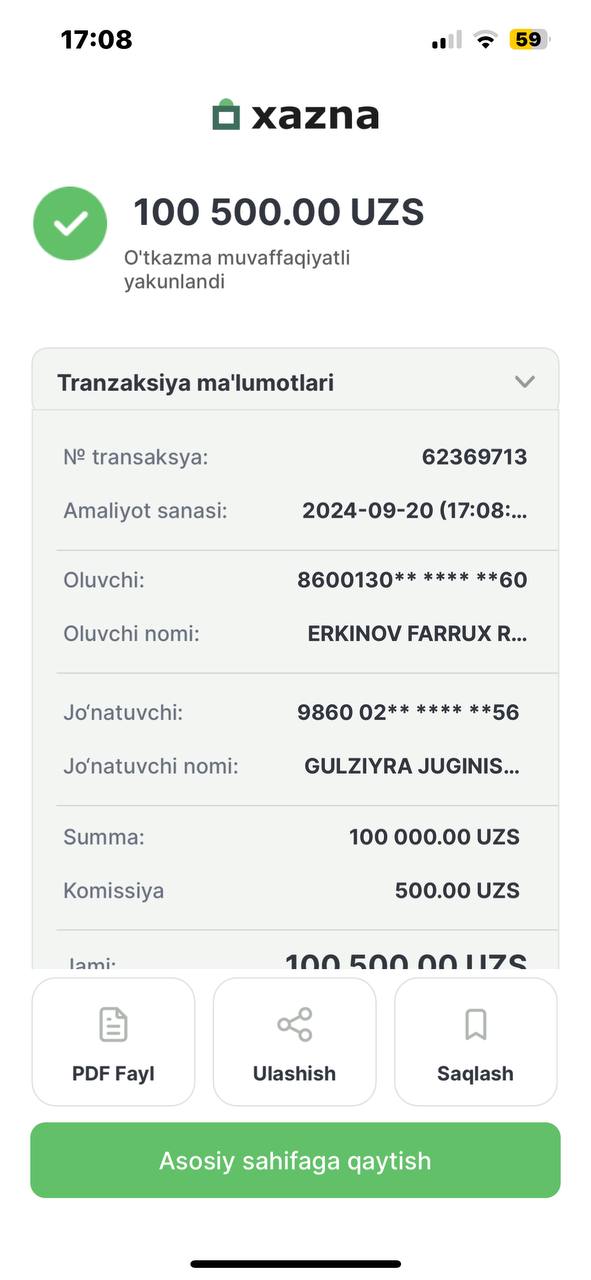 17:08
59
xazna
100 500.00 UZS
O'tkazma muvaffaqiyatli
yakunlandi
Tranzaksiya ma'lumotlari
№ transaksya: 62369713
Amaliyot sanasi: 2024-09-20 (17:08:...
Oluvchi: 8600130** **** **60
Oluvchi nomi: ERKINOV FARRUX R...
Jo‘natuvchi: 9860 02** **** **56
Jo‘natuvchi nomi: GULZIYRA JUGINIS...
Summa: 100 000.00 UZS
Komissiya 500.00 UZS
Jami: 100 500.00 UZS
PDF Fayl
Ulashish
Saqlash
Asosiy sahifaga qaytish